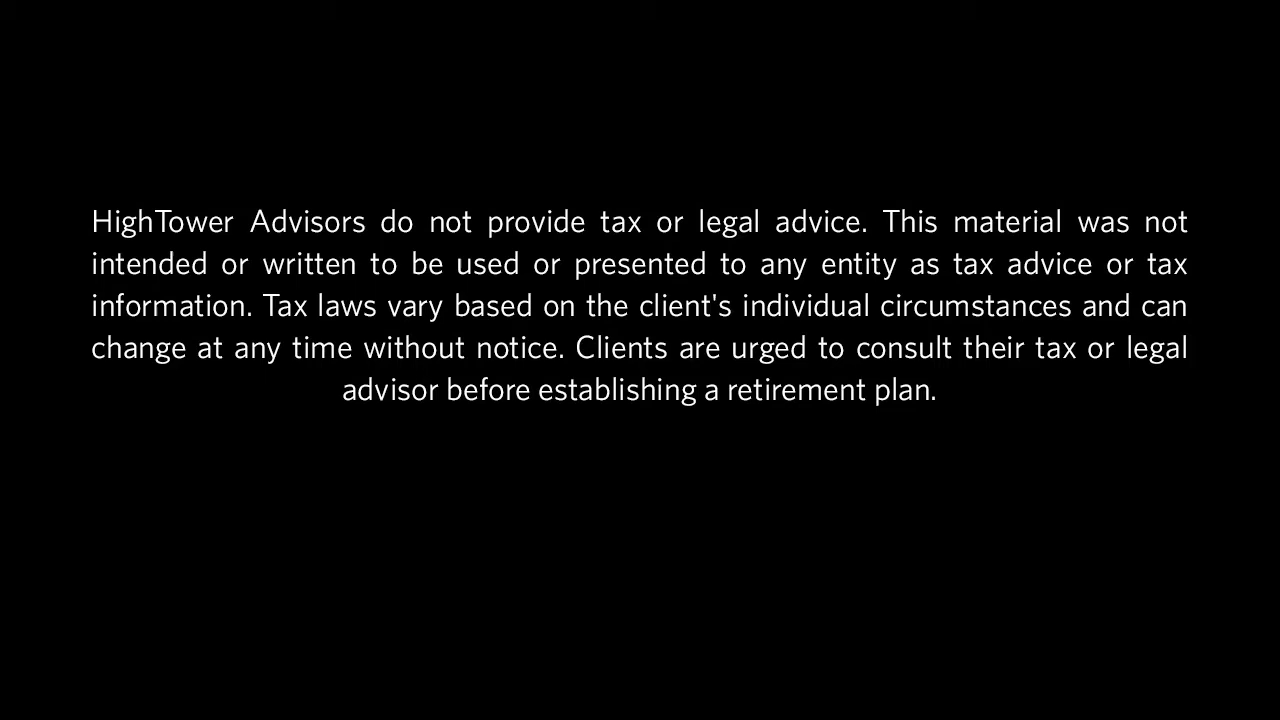 HighTower Advisors do not provide tax or legal advice. This material was not
intended or written to be used or presented to any entity as tax advice or tax
information. Tax laws vary based on the client's individual circumstances and can
change at any time without notice. Clients are urged to consult their tax or legal
advisor before establishing a retirement plan.